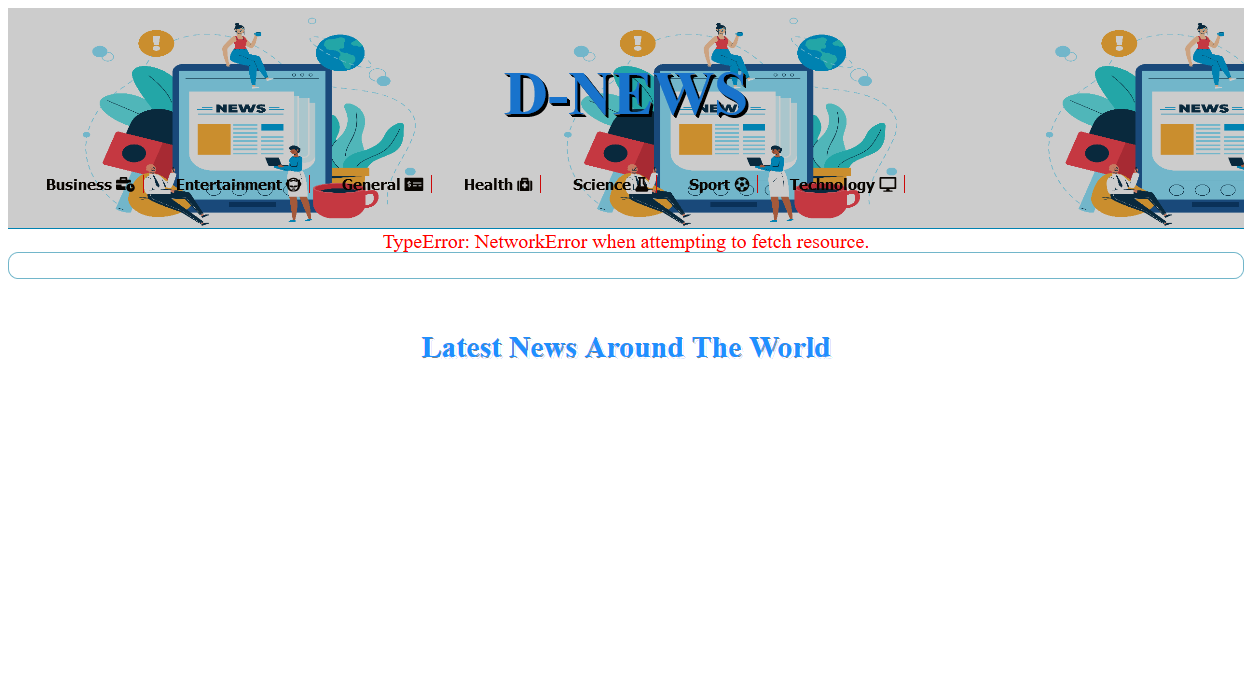 NEWS
NEWS
NEWS
D-NEWS
Business
Entertainment
General
Health
Science
Sport
Technology
TypeError: NetworkError when attempting to fetch resource.
Latest News Around The World